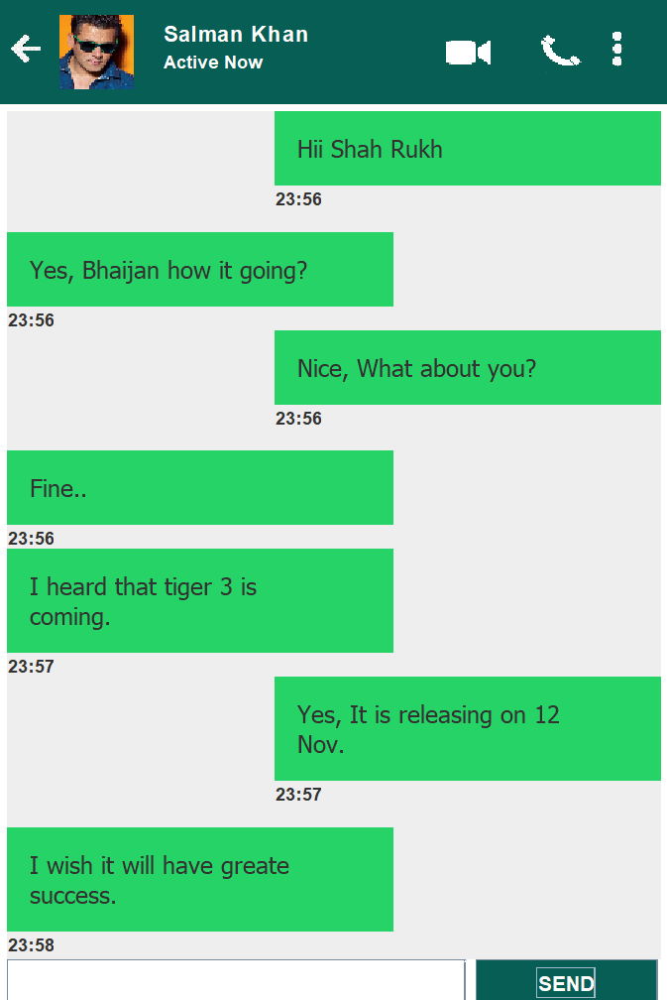 Salman Khan
Active Now
Hii Shah Rukh
23:56
Yes, Bhaijan how it going?
23:56
Nice, What about you?
23:56
Fine..
23:56
I heard that tiger 3 is
coming.
23:57
Yes, It is releasing on 12
Nov.
23:57
I wish it will have greate
success.
23:58
SEND